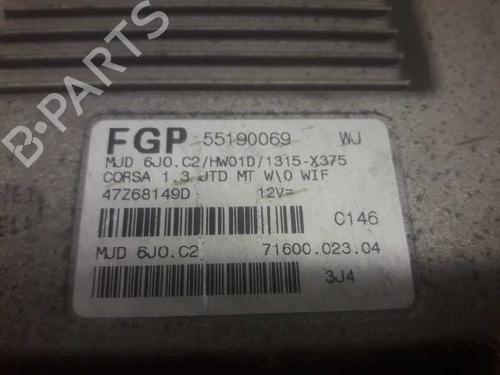 FGP 55190069 WJ
MJD 6JO.C2/HW01D/1315-X375
CORSA 1.3 JTD MT W\O WIF
47Z68149D 12V=
C146
MJD 6JO.C2 71600.023.04
3J4
B-PARTS